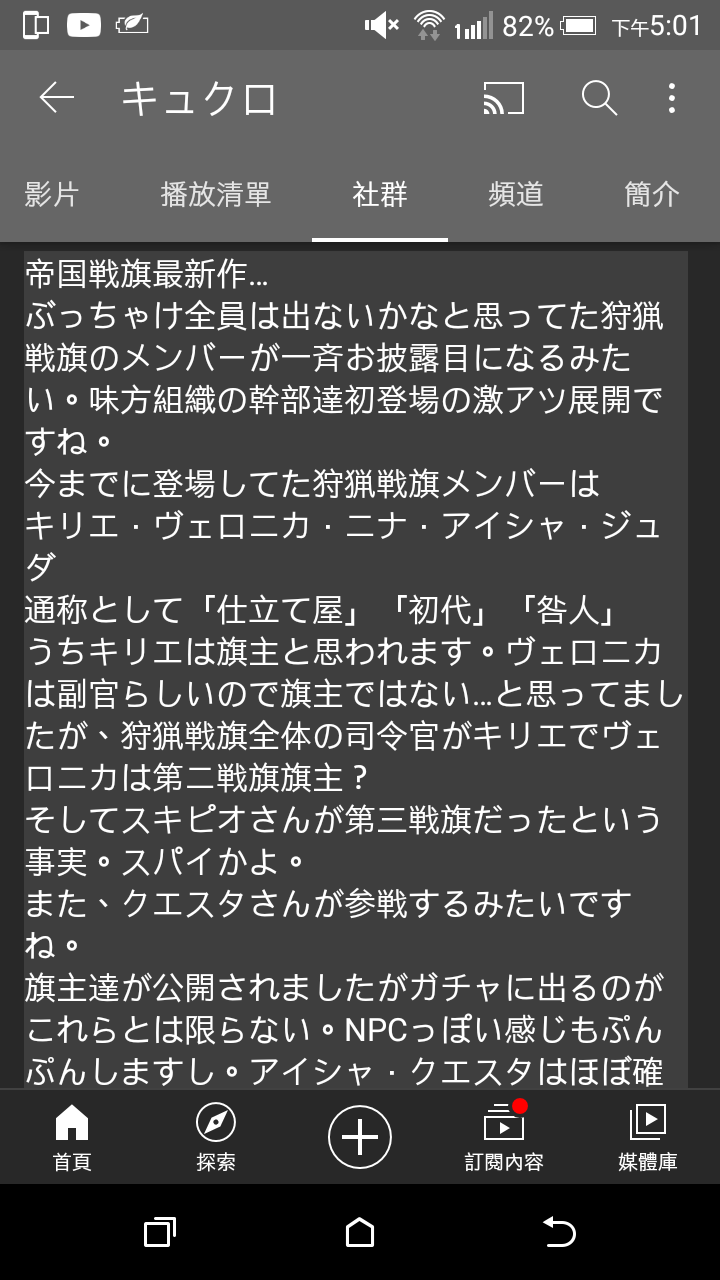 82% 下午5:01
キュクロ
影片 播放清單 社群 頻道 簡介
帝国戦旗最新作...
ぶっちゃけ全員は出ないかなと思ってた狩猟
戦旗のメンバーが一斉お披露目になるみた
い。味方組織の幹部達初登場の激アツ展開で
すね。
今までに登場してた狩猟戦旗メンバーは
キリエ・ヴェロニカ・ニナ・アイシャ・ジュ
ダ
通称として「仕立て屋」「初代」「咎人」
うちキリエは旗主と思われます。ヴェロニカ
は副官らしいので旗主ではない...と思ってまし
たが、狩猟戦旗全体の司令官がキリエでヴェ
ロニカは第二戦旗旗主？
そしてスキピオさんが第三戦旗だったという
事実。スパイかよ。
また、クエスタさんが参戦するみたいです
ね。
旗主達が公開されましたがガチャに出るのが
これらとは限らない。NPCっぽい感じもぷん
ぷんしますし。アイシャ・クエスタはほぼ確
首頁 探索 訂閱內容 媒體庫